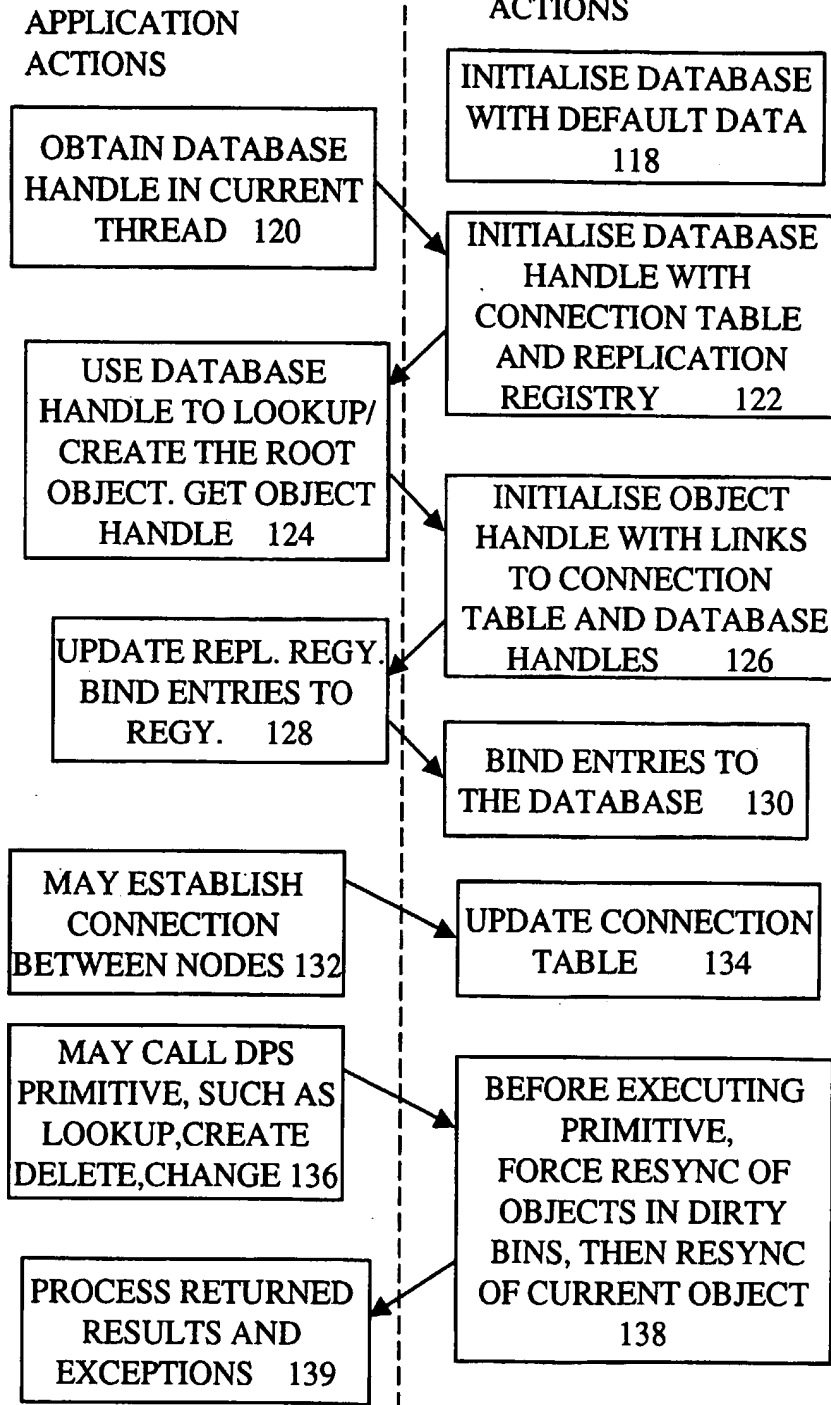 APPLICATION
ACTIONS
ACTIONS
INITIALISE DATABASE
WITH DEFAULT DATA
118
OBTAIN DATABASE
HANDLE IN CURRENT
THREAD 120
INITIALISE DATABASE
HANDLE WITH
CONNECTION TABLE
AND REPLICATION
REGISTRY 122
USE DATABASE
HANDLE TO LOOKUP/
CREATE THE ROOT
OBJECT. GET OBJECT
HANDLE 124
INITIALISE OBJECT
HANDLE WITH LINKS
TO CONNECTION
TABLE AND DATABASE
HANDLES 126
UPDATE REPL. REGY.
BIND ENTRIES TO
REGY. 128
BIND ENTRIES TO
THE DATABASE 130
MAY ESTABLISH
CONNECTION
BETWEEN NODES 132
UPDATE CONNECTION
TABLE 134
MAY CALL DPS
PRIMITIVE, SUCH AS
LOOKUP,CREATE
DELETE,CHANGE 136
BEFORE EXECUTING
PRIMITIVE,
FORCE RESYNC OF
OBJECTS IN DIRTY
BINS, THEN RESYNC
OF CURRENT OBJECT
138
PROCESS RETURNED
RESULTS AND
EXCEPTIONS 139